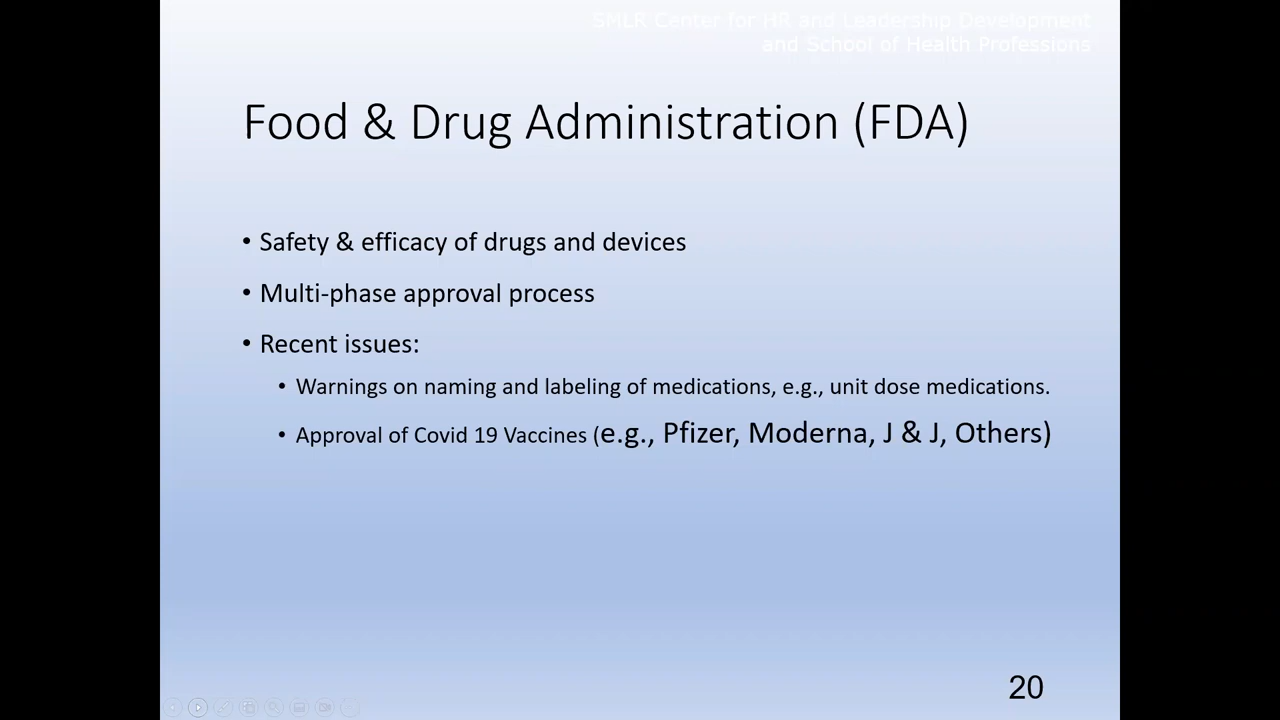 SMLR Center for HR and Leadership Development
and School of Health Professions
Food & Drug Administration (FDA)
• Safety & efficacy of drugs and devices
• Multi-phase approval process
• Recent issues:
• Warnings on naming and labeling of medications, e.g., unit dose medications.
• Approval of Covid 19 Vaccines (e.g., Pfizer, Moderna, J & J, Others)
20